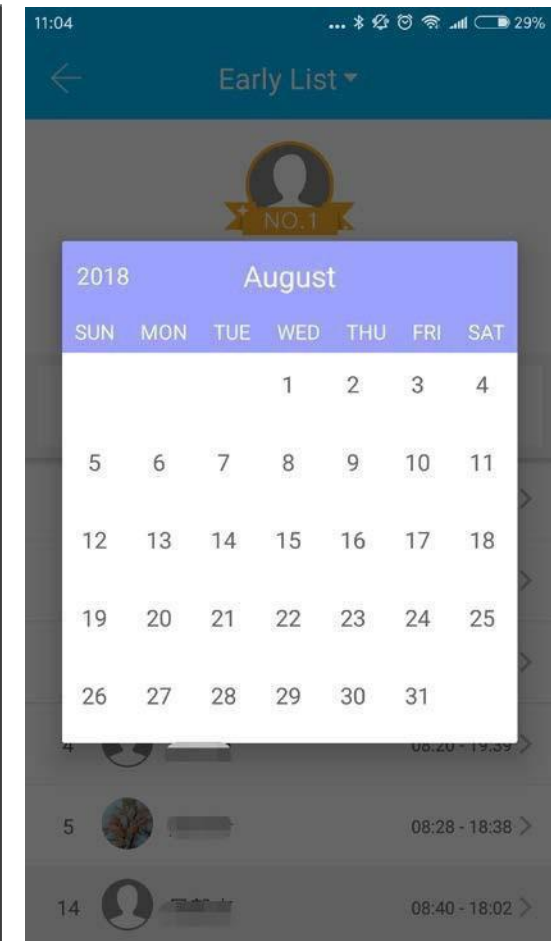 11:04 ... 29%
Early List
NO.1
2018 August
SUN MON TUE WED THU FRI SAT
1 2 3 4
5 6 7 8 9 10 11
12 13 14 15 16 17 18
19 20 21 22 23 24 25
26 27 28 29 30 31
4 08:20 - 19:39
5 08:28 - 18:38
14 08:40 - 18:02